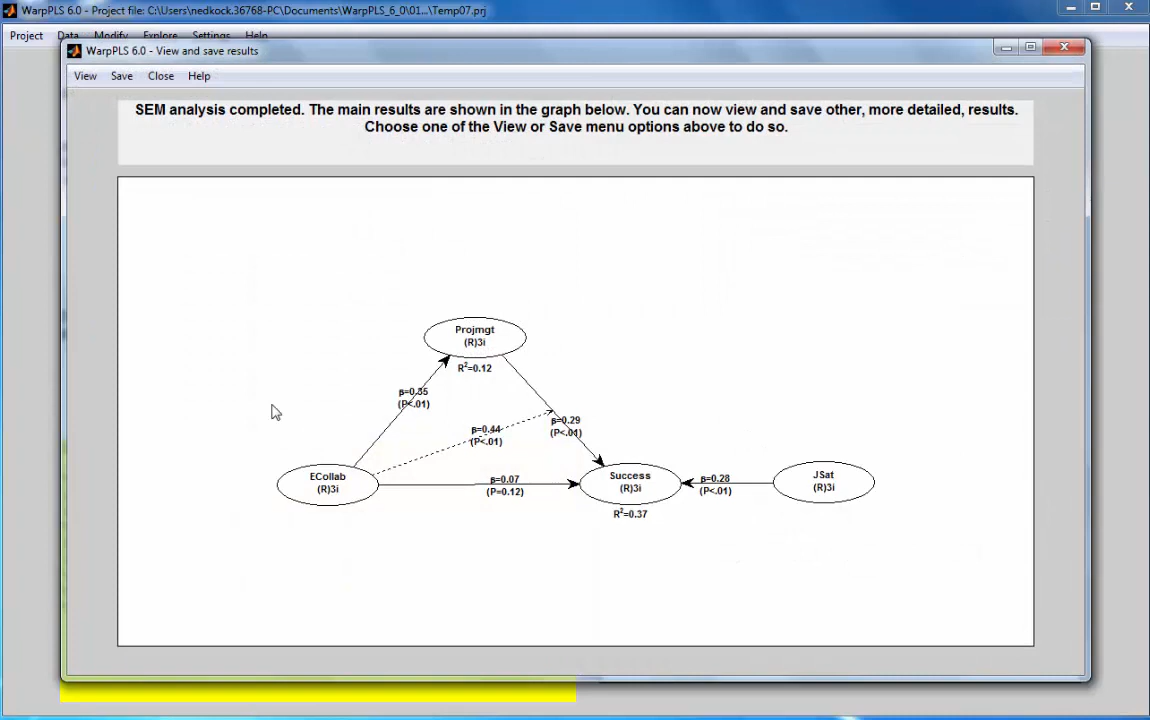 WarpPLS 6.0 - Project file: C:\Users\nedkock.36768-PC\Documents\WarpPLS_6_0\01...\Temp07.prj
Project Data Modify Explore Settings Help
WarpPLS 6.0 - View and save results
View Save Close Help
SEM analysis completed. The main results are shown in the graph below. You can now view and save other, more detailed, results.
Choose one of the View or Save menu options above to do so.
Projmgt
(R)3i
R²=0.12
β=0.35
(P<.01)
β=0.29
(P<.01)
β=0.44
(P<.01)
ECollab
(R)3i
β=0.07
(P=0.12)
Success
(R)3i
R²=0.37
β=0.28
(P<.01)
JSat
(R)3i